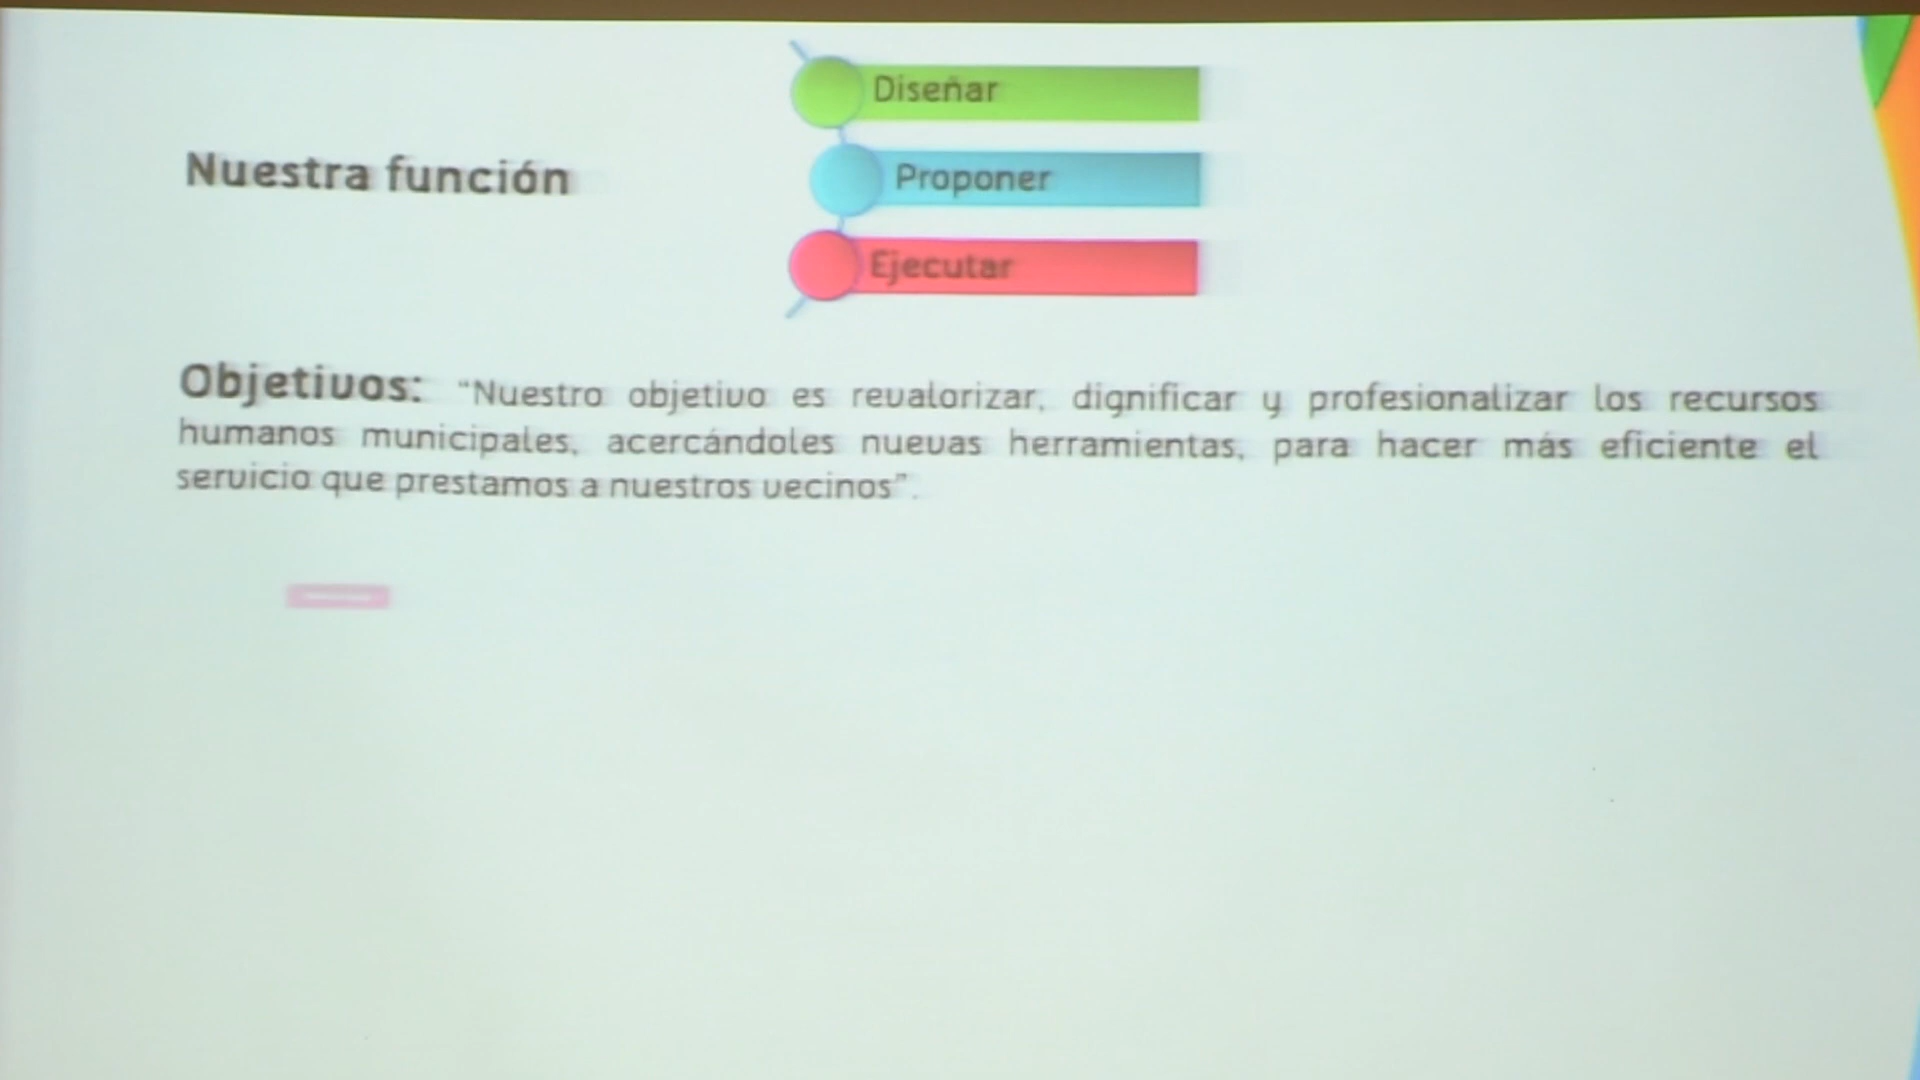 Diseñar
Nuestra función
Proponer
Ejecutar
Objetivos: “Nuestro objetivo es revalorizar, dignificar y profesionalizar los recursos
humanos municipales, acercándoles nuevas herramientas, para hacer más eficiente el
servicio que prestamos a nuestros vecinos”.